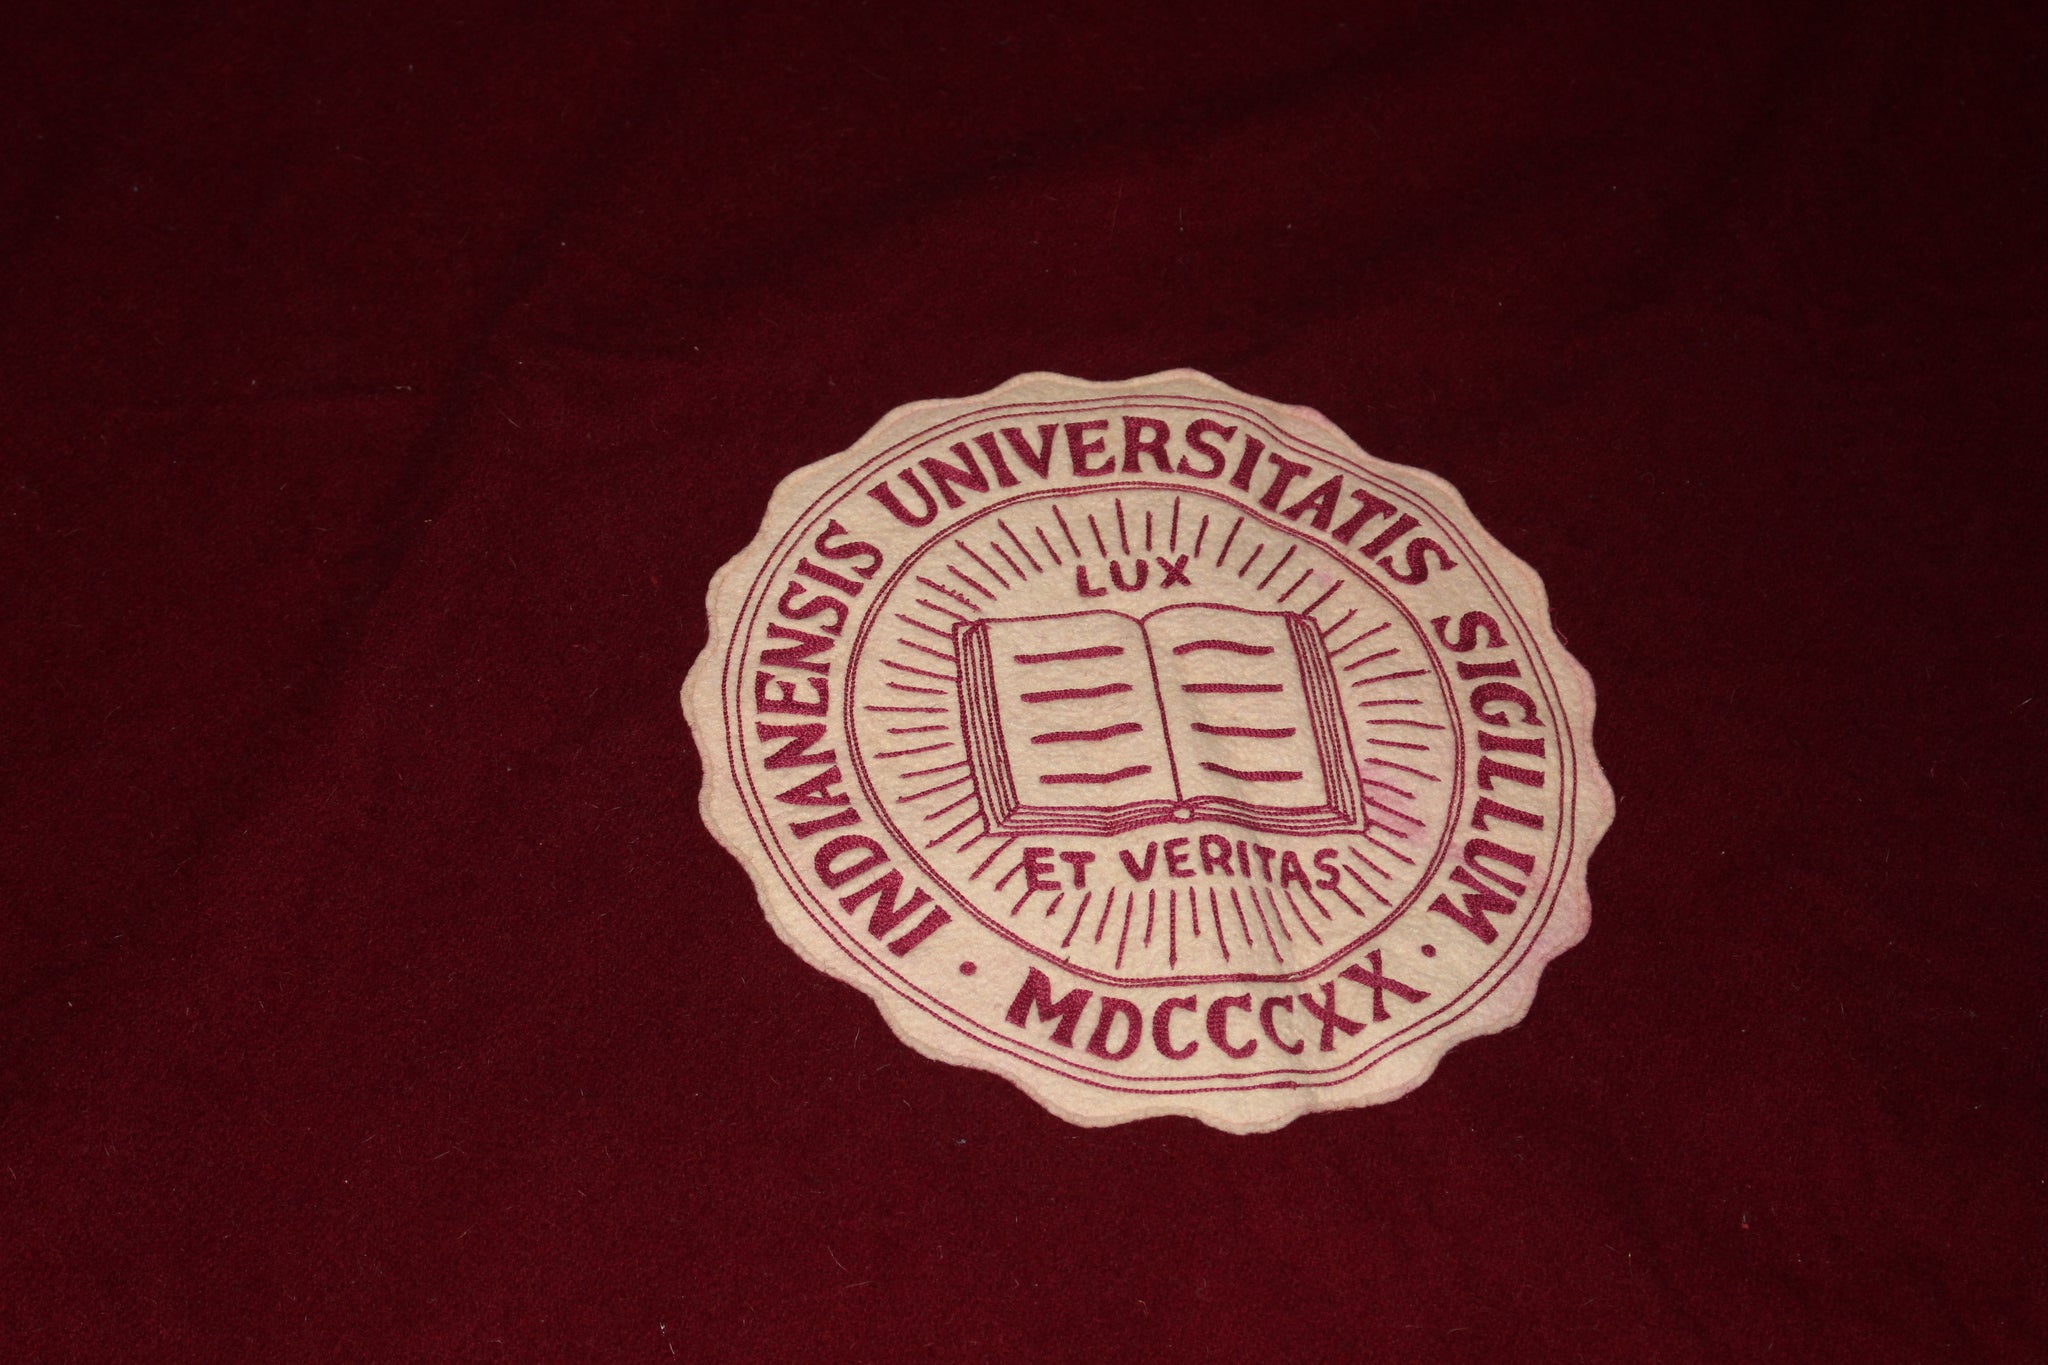 INDIANENSIS UNIVERSITATIS SIGILLUM
LUX
ET VERITAS
· MDCCCXX ·